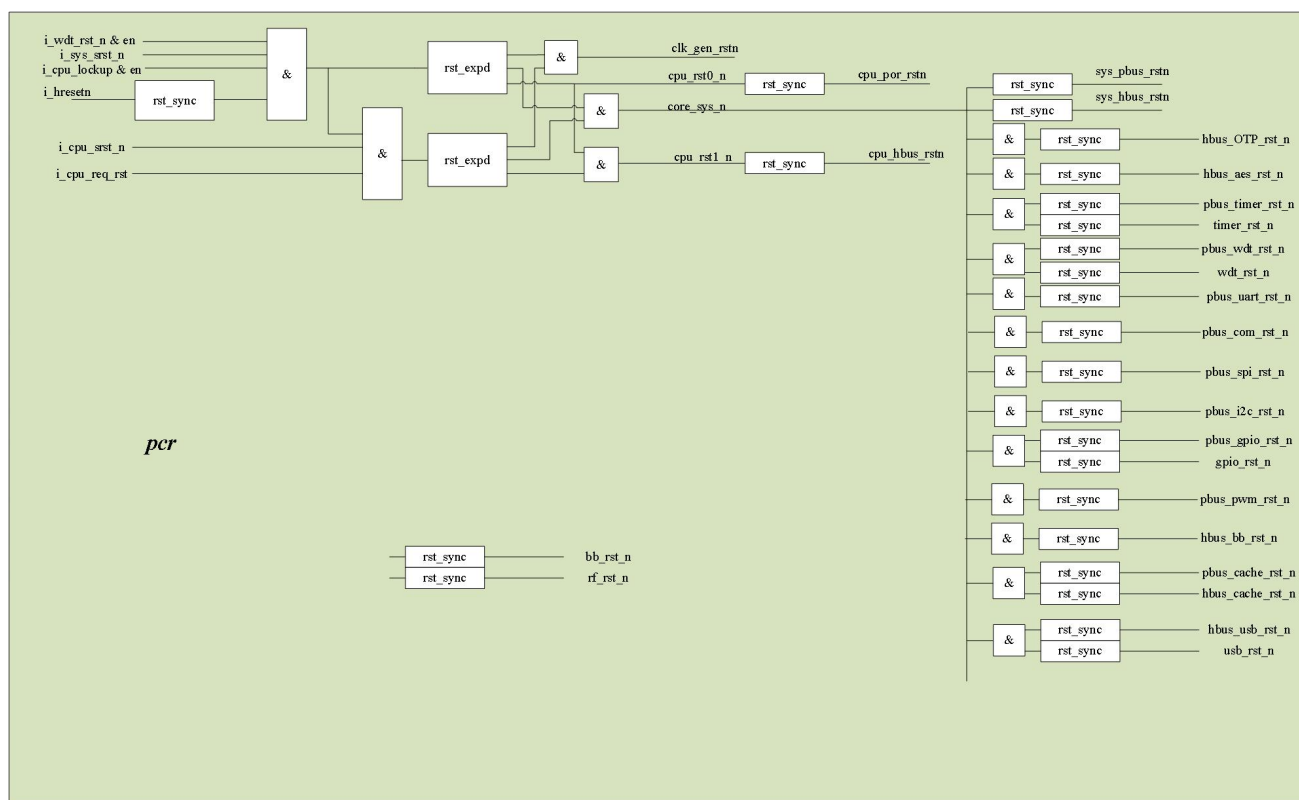 i_wdt_rst_n & en
i_sys_srst_n
i_cpu_lockup & en
i_hresetn
rst_sync
&
i_cpu_srst_n
i_cpu_req_rst
&
rst_expd
rst_expd
&
&
&
clk_gen_rstn
cpu_rst0_n
rst_sync
cpu_por_rstn
core_sys_n
cpu_rst1_n
rst_sync
cpu_hbus_rstn
rst_sync
sys_pbus_rstn
rst_sync
sys_hbus_rstn
& rst_sync hbus_OTP_rst_n
& rst_sync hbus_aes_rst_n
& rst_sync pbus_timer_rst_n
rst_sync timer_rst_n
& rst_sync pbus_wdt_rst_n
rst_sync wdt_rst_n
& rst_sync pbus_uart_rst_n
& rst_sync pbus_com_rst_n
& rst_sync pbus_spi_rst_n
& rst_sync pbus_i2c_rst_n
& rst_sync pbus_gpio_rst_n
rst_sync gpio_rst_n
& rst_sync pbus_pwm_rst_n
& rst_sync hbus_bb_rst_n
& rst_sync pbus_cache_rst_n
rst_sync hbus_cache_rst_n
& rst_sync hbus_usb_rst_n
rst_sync usb_rst_n
pcr
rst_sync bb_rst_n
rst_sync rf_rst_n